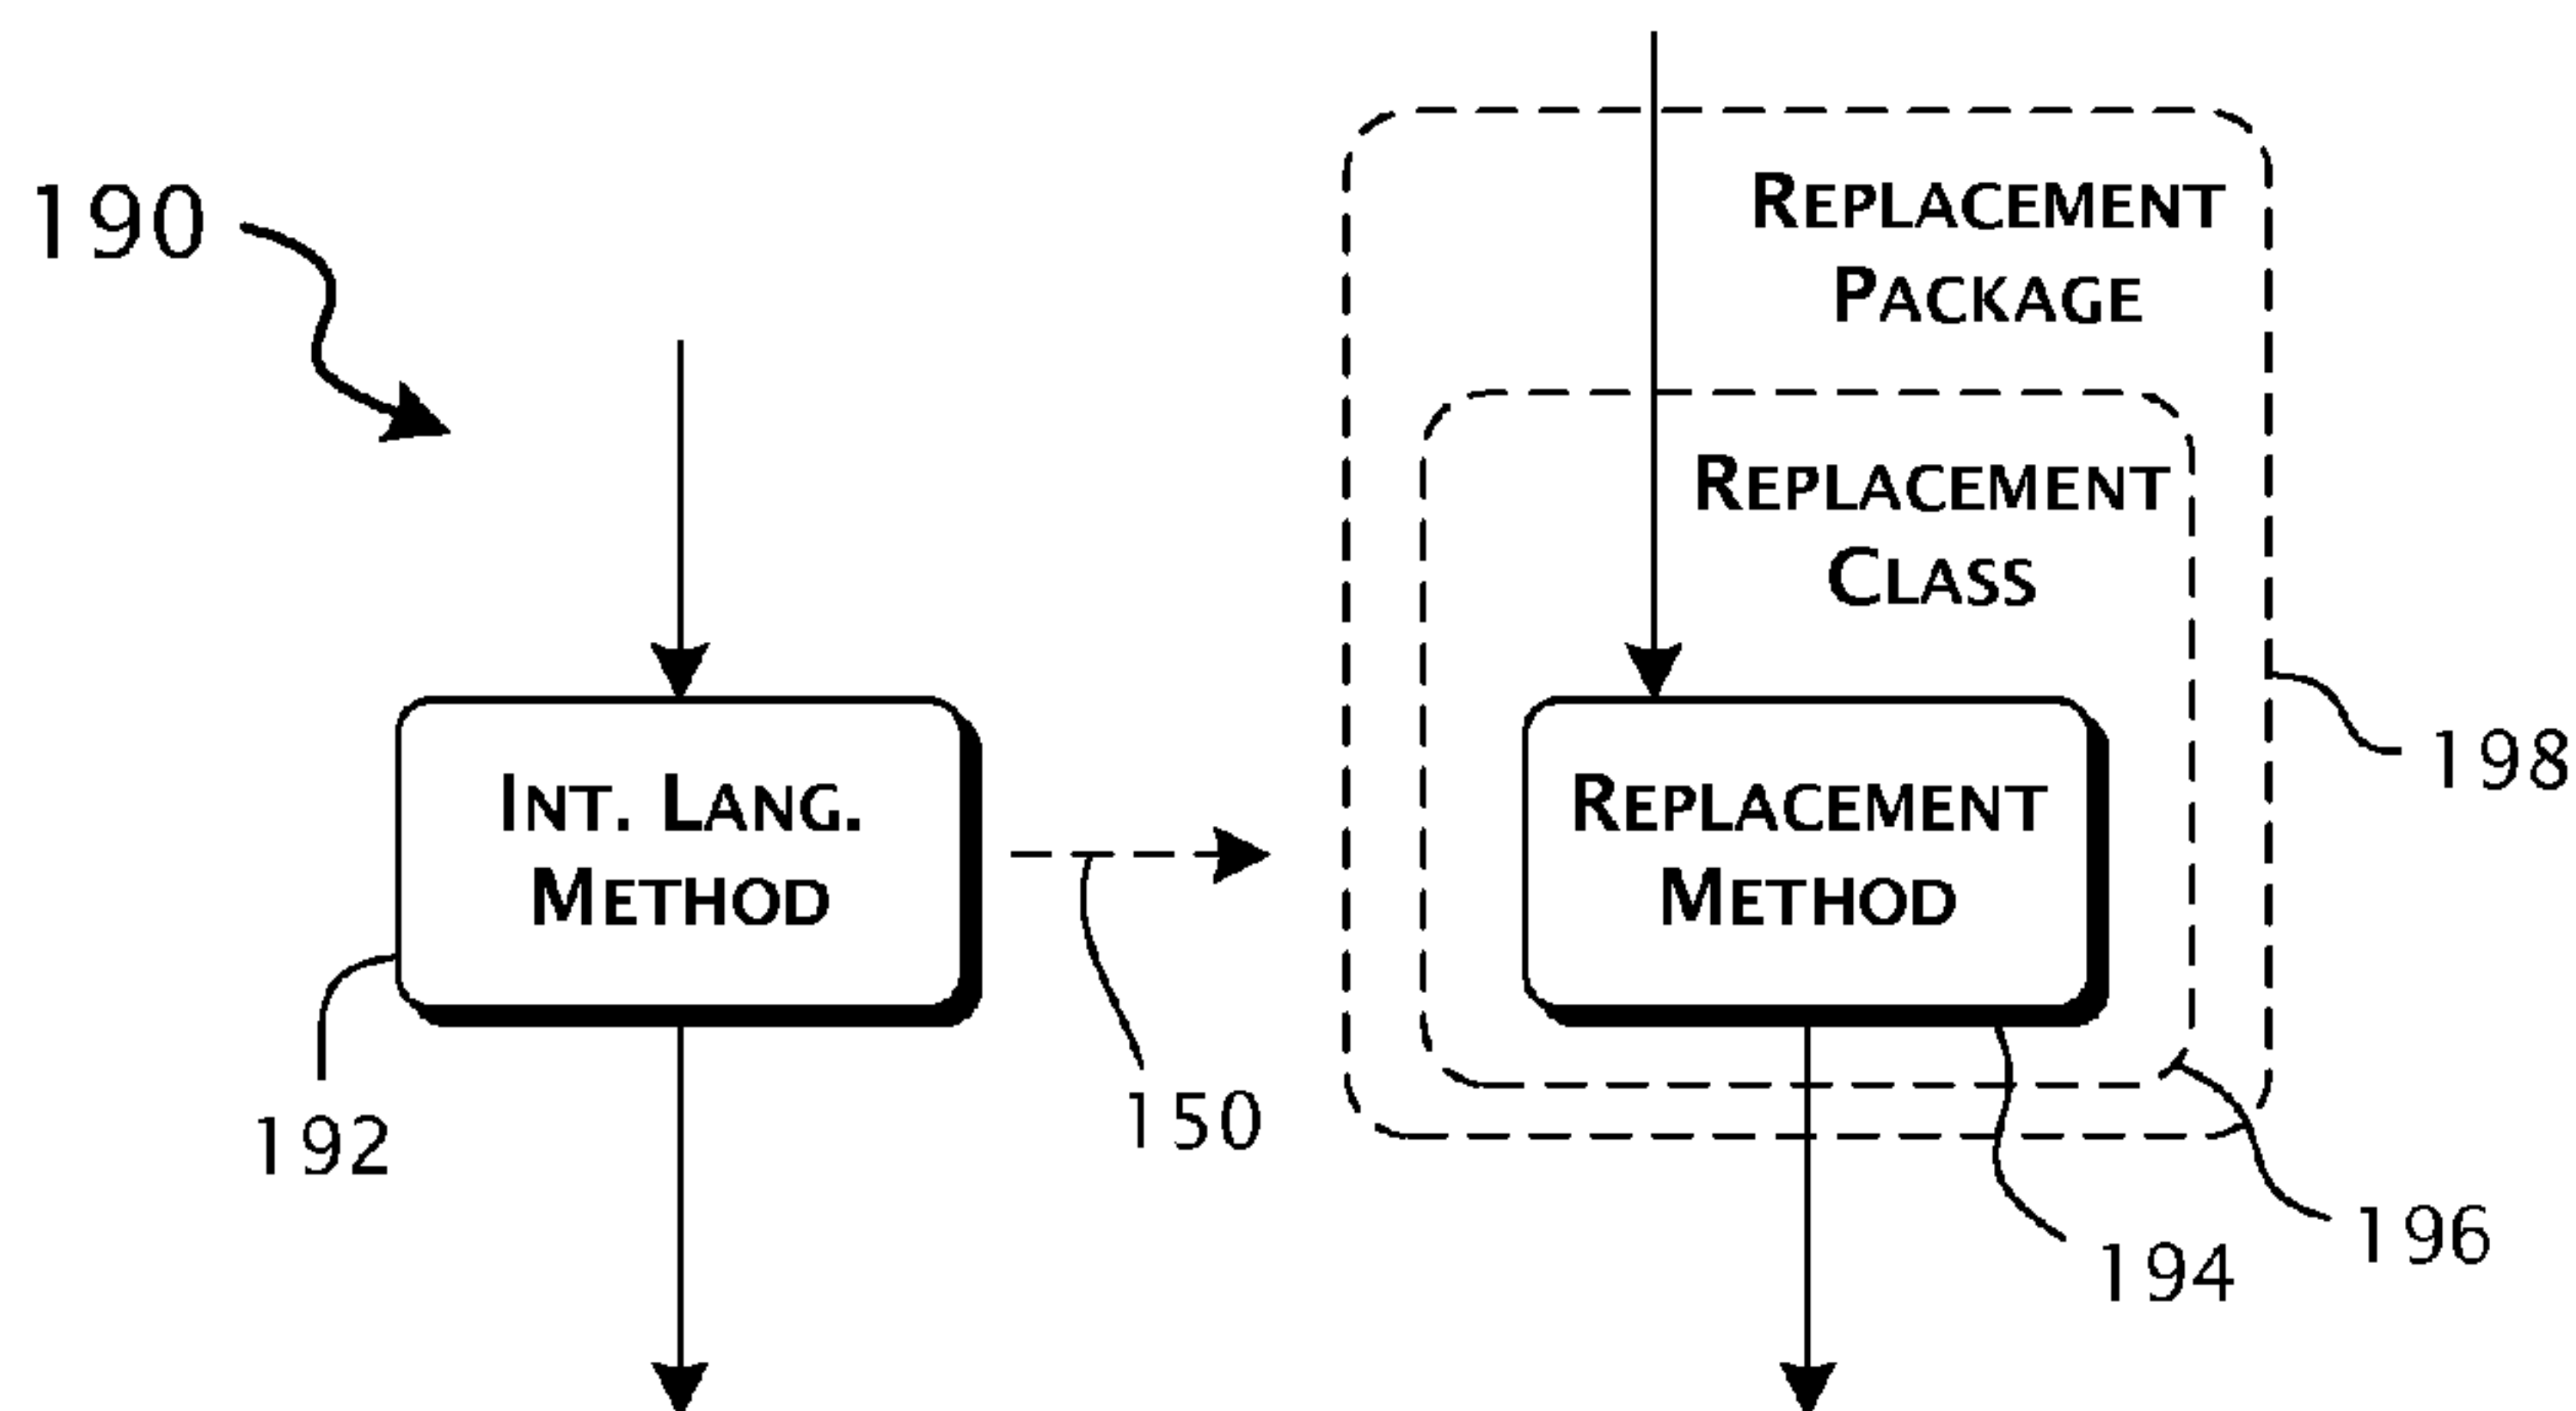 190
REPLACEMENT
PACKAGE
REPLACEMENT
CLASS
INT. LANG.
METHOD
REPLACEMENT
METHOD
198
150
192
196
194